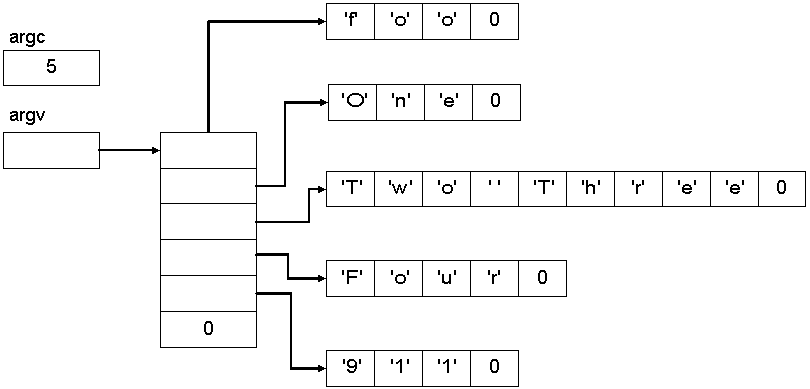 argc
5
argv
0
'f' 'o' 'o' 0
'O' 'n' 'e' 0
'T' 'w' 'o' ' ' 'T' 'h' 'r' 'e' 'e' 0
'F' 'o' 'u' 'r' 0
'9' '1' '1' 0